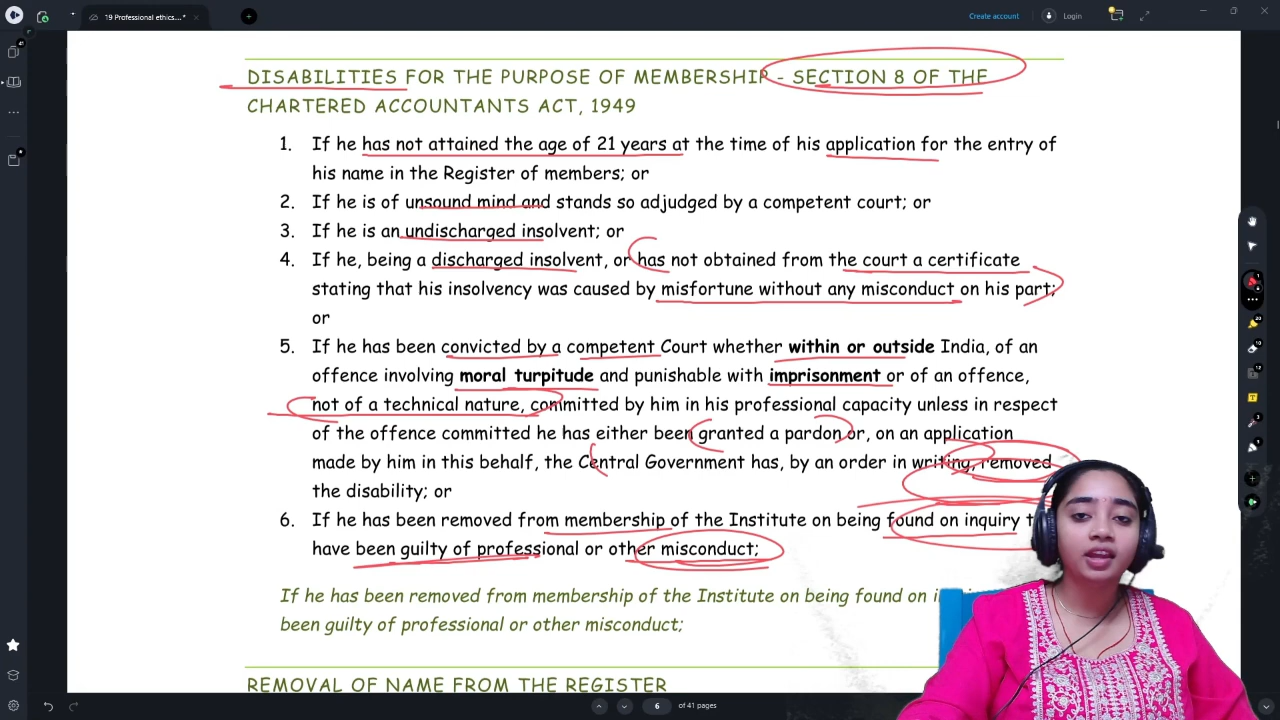 19 Professional ethics....*
Create account
Login
DISABILITIES FOR THE PURPOSE OF MEMBERSHIP - SECTION 8 OF THE
CHARTERED ACCOUNTANTS ACT, 1949
1. If he has not attained the age of 21 years at the time of his application for the entry of
his name in the Register of members; or
2. If he is of unsound mind and stands so adjudged by a competent court; or
3. If he is an undischarged insolvent; or
4. If he, being a discharged insolvent, or has not obtained from the court a certificate
stating that his insolvency was caused by misfortune without any misconduct on his part;
or
5. If he has been convicted by a competent Court whether within or outside India, of an
offence involving moral turpitude and punishable with imprisonment or of an offence,
not of a technical nature, committed by him in his professional capacity unless in respect
of the offence committed he has either been granted a pardon or, on an application
made by him in this behalf, the Central Government has, by an order in writing, removed
the disability; or
6. If he has been removed from membership of the Institute on being found on inquiry
have been guilty of professional or other misconduct;
If he has been removed from membership of the Institute on being found on
been guilty of professional or other misconduct;
REMOVAL OF NAME FROM THE REGISTER
6 of 41 pages